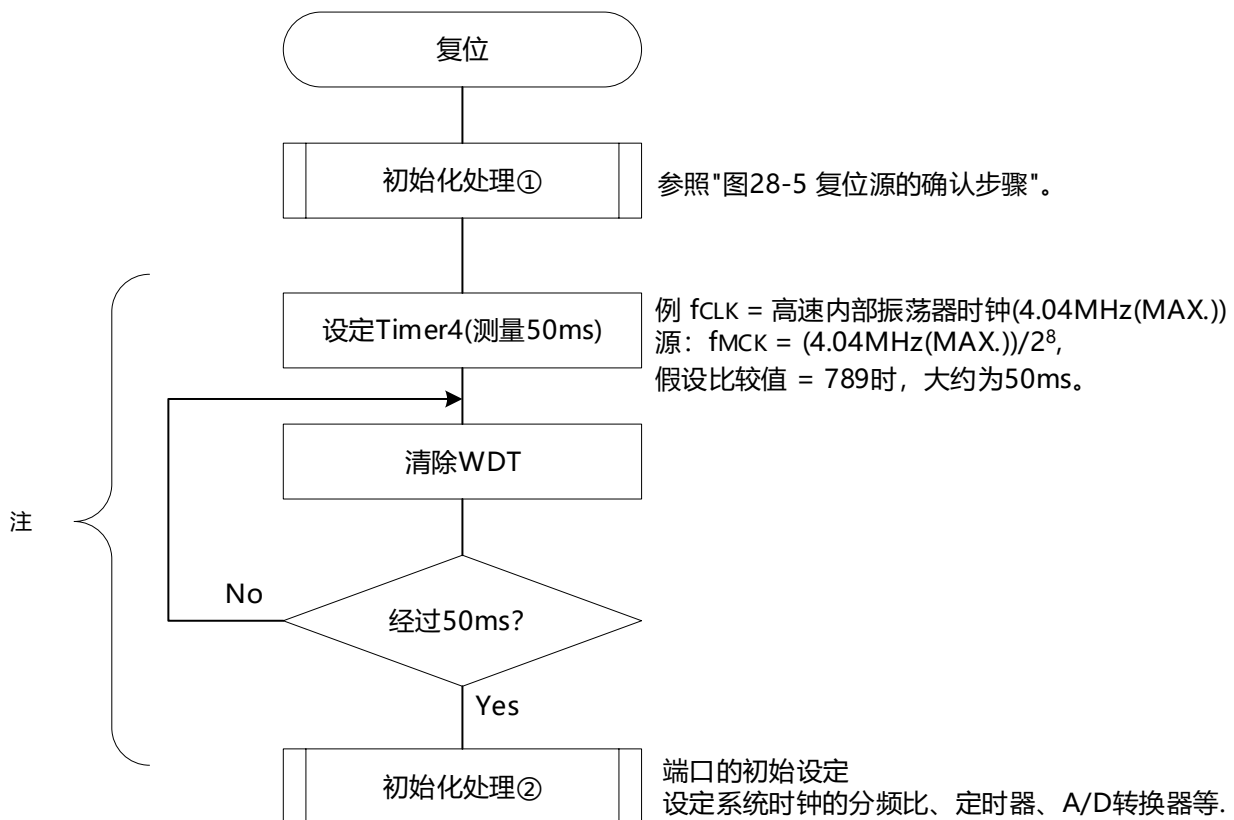 复位
初始化处理①
参照"图28-5 复位源的确认步骤"。
设定Timer4(测量50ms)
例 fCLK = 高速内部振荡器时钟(4.04MHz(MAX.))
源：fMCK = (4.04MHz(MAX.))/2⁸,
假设比较值 = 789时，大约为50ms。
清除WDT
注
No
经过50ms?
Yes
初始化处理②
端口的初始设定
设定系统时钟的分频比、定时器、A/D转换器等.